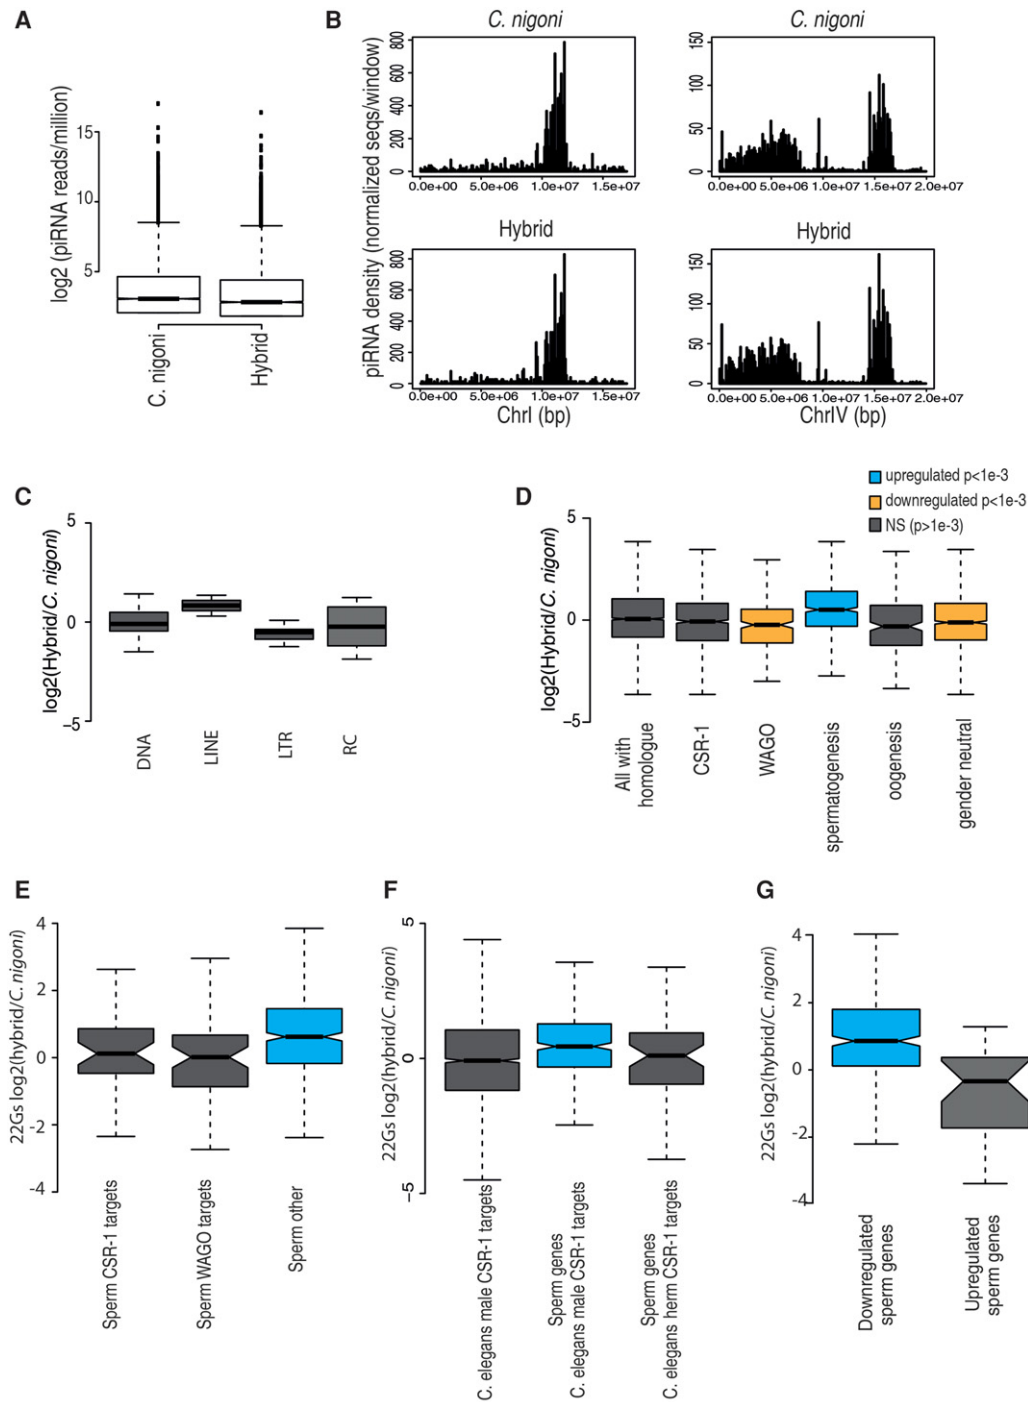 A
log2 (piRNA reads/million)
15
10
5
C. nigoni
Hybrid
B
piRNA density (normalized seqs/window)
C. nigoni
800
600
400
200
0
0.0e+00 5.0e+06 1.0e+07 1.5e+07
C. nigoni
150
100
50
0
0.0e+00 5.0e+06 1.0e+07 1.5e+07 2.0e+07
Hybrid
800
600
400
200
0
0.0e+00 5.0e+06 1.0e+07 1.5e+07
ChrI (bp)
Hybrid
150
100
50
0
0.0e+00 5.0e+06 1.0e+07 1.5e+07 2.0e+07
ChrIV (bp)
C
log2(Hybrid/C. nigoni)
5
0
−5
DNA
LINE
LTR
RC
D
upregulated p<1e-3
downregulated p<1e-3
NS (p>1e-3)
log2(Hybrid/C. nigoni)
5
0
−5
All with
homologue
CSR-1
WAGO
spermatogenesis
oogenesis
gender neutral
E
22Gs log2(hybrid/C. nigoni)
4
2
0
-2
-4
Sperm CSR-1 targets
Sperm WAGO targets
Sperm other
F
22Gs log2(hybrid/C. nigoni)
5
0
−5
C. elegans male CSR-1 targets
Sperm genes
C. elegans male CSR-1 targets
Sperm genes
C. elegans herm CSR-1 targets
G
22Gs log2(hybrid/C. nigoni)
4
2
0
-2
-4
Downregulated
sperm genes
Upregulated
sperm genes